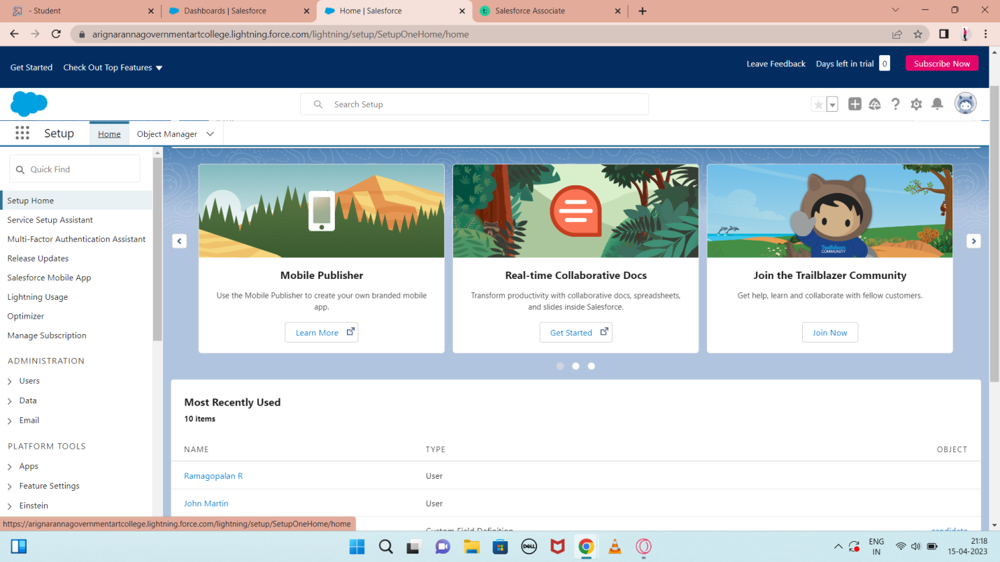 - Student
Dashboards | Salesforce
Home | Salesforce
Salesforce Associate
arignarannagovernmentartcollege.lightning.force.com/lightning/setup/SetupOneHome/home
Get Started
Check Out Top Features
Leave Feedback
Days left in trial 0
Subscribe Now
Search Setup
Setup
Home
Object Manager
Quick Find
Setup Home
Service Setup Assistant
Multi-Factor Authentication Assistant
Release Updates
Salesforce Mobile App
Lightning Usage
Optimizer
Manage Subscription
ADMINISTRATION
Users
Data
Email
PLATFORM TOOLS
Apps
Feature Settings
Einstein
Mobile Publisher
Use the Mobile Publisher to create your own branded mobile
app.
Learn More
Real-time Collaborative Docs
Transform productivity with collaborative docs, spreadsheets,
and slides inside Salesforce.
Get Started
Trailblazer
COMMUNITY
Join the Trailblazer Community
Get help, learn and collaborate with fellow customers.
Join Now
Most Recently Used
10 items
NAME TYPE OBJECT
Ramagopalan R User
John Martin User
Custom Field Definition candidate
https://arignarannagovernmentartcollege.lightning.force.com/lightning/setup/SetupOneHome/home
DELL
ENG
IN
21:18
15-04-2023